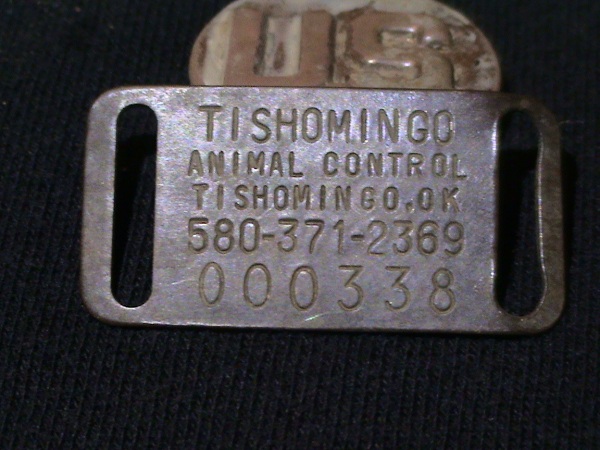 US
TISHOMINGO
ANIMAL CONTROL
TISHOMINGO,OK
580-371-2369
000338